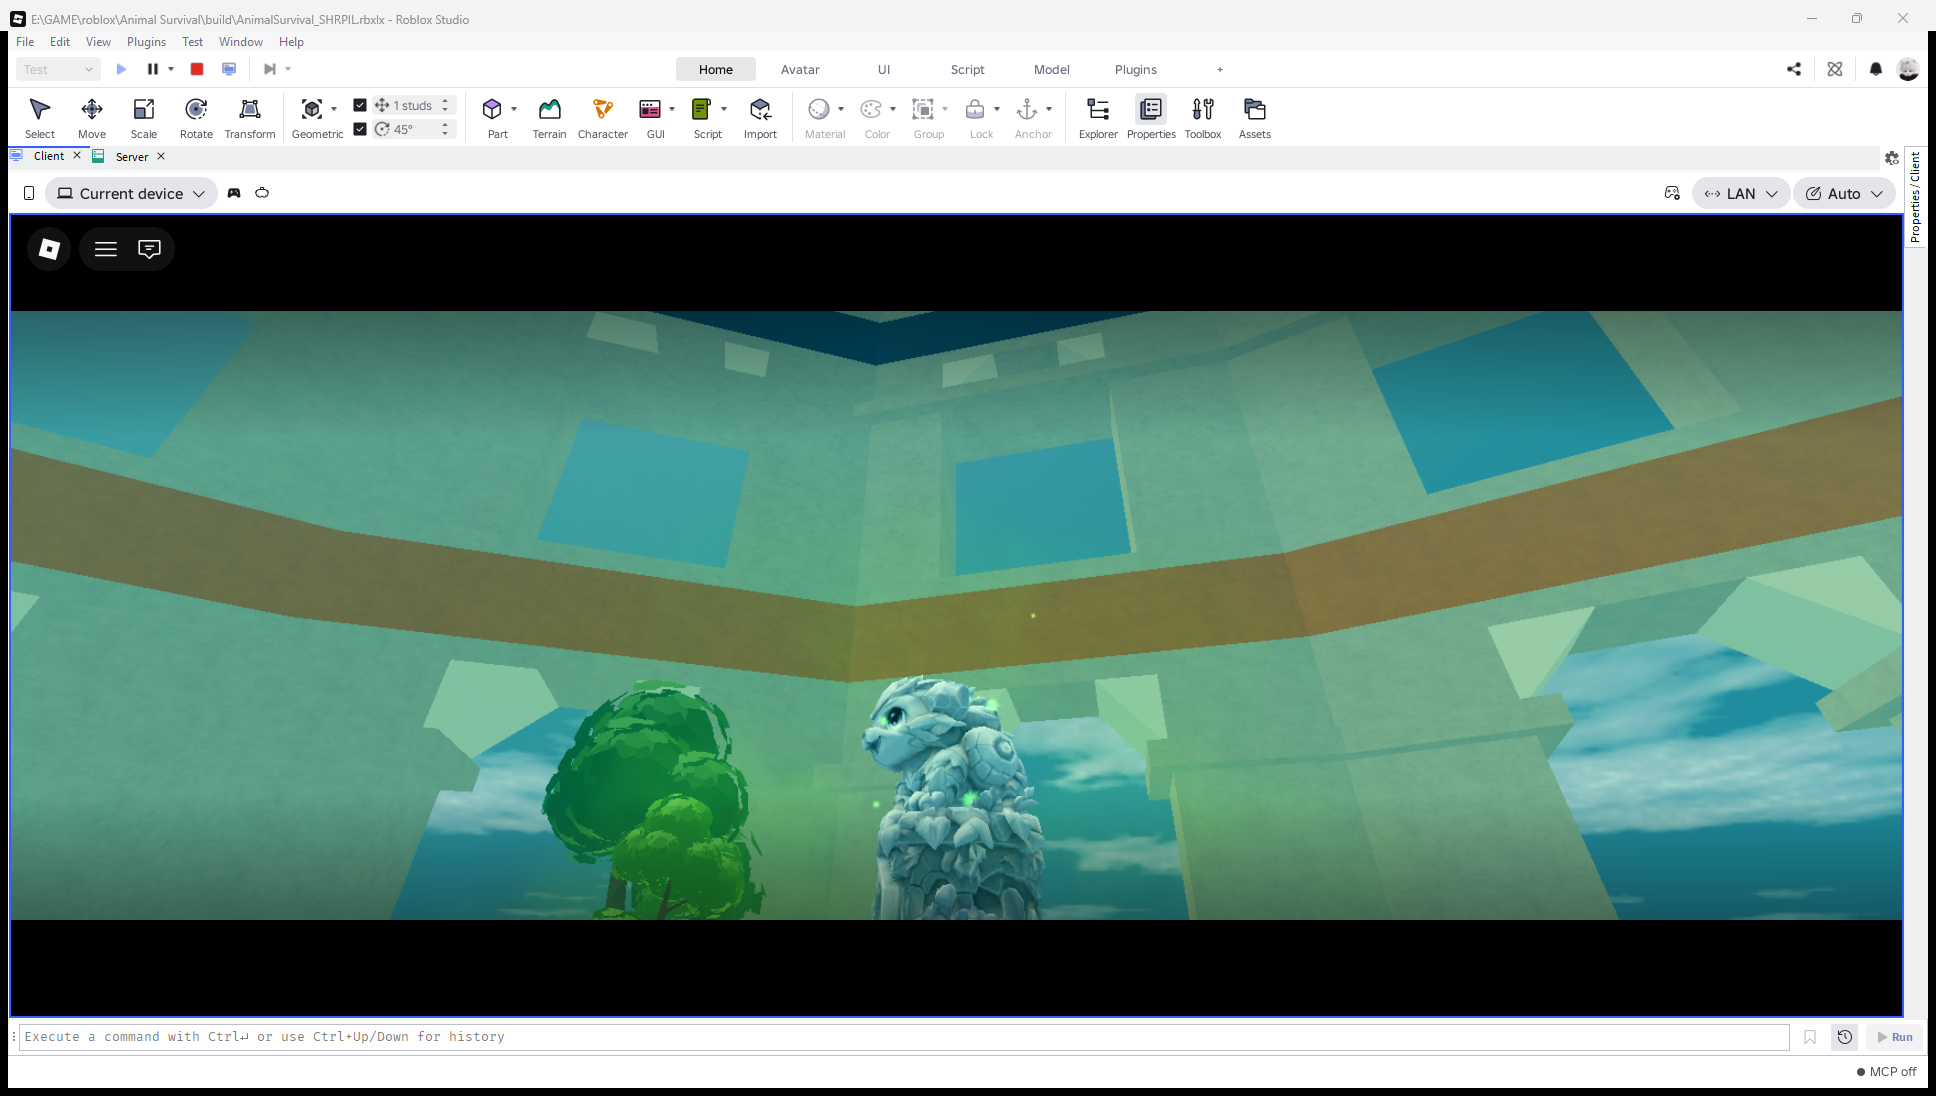 E:\GAME\roblox\Animal Survival\build\AnimalSurvival_SHRPIL.rbxlx - Roblox Studio
File Edit View Plugins Test Window Help
Test Home Avatar UI Script Model Plugins +
1 studs
45°
Select Move Scale Rotate Transform Geometric Part Terrain Character GUI Script Import Material Color Group Lock Anchor Explorer Properties Toolbox Assets
Client Server
Properties / Client
Current device LAN Auto
Execute a command with Ctrl↵ or use Ctrl+Up/Down for history
Run
MCP off